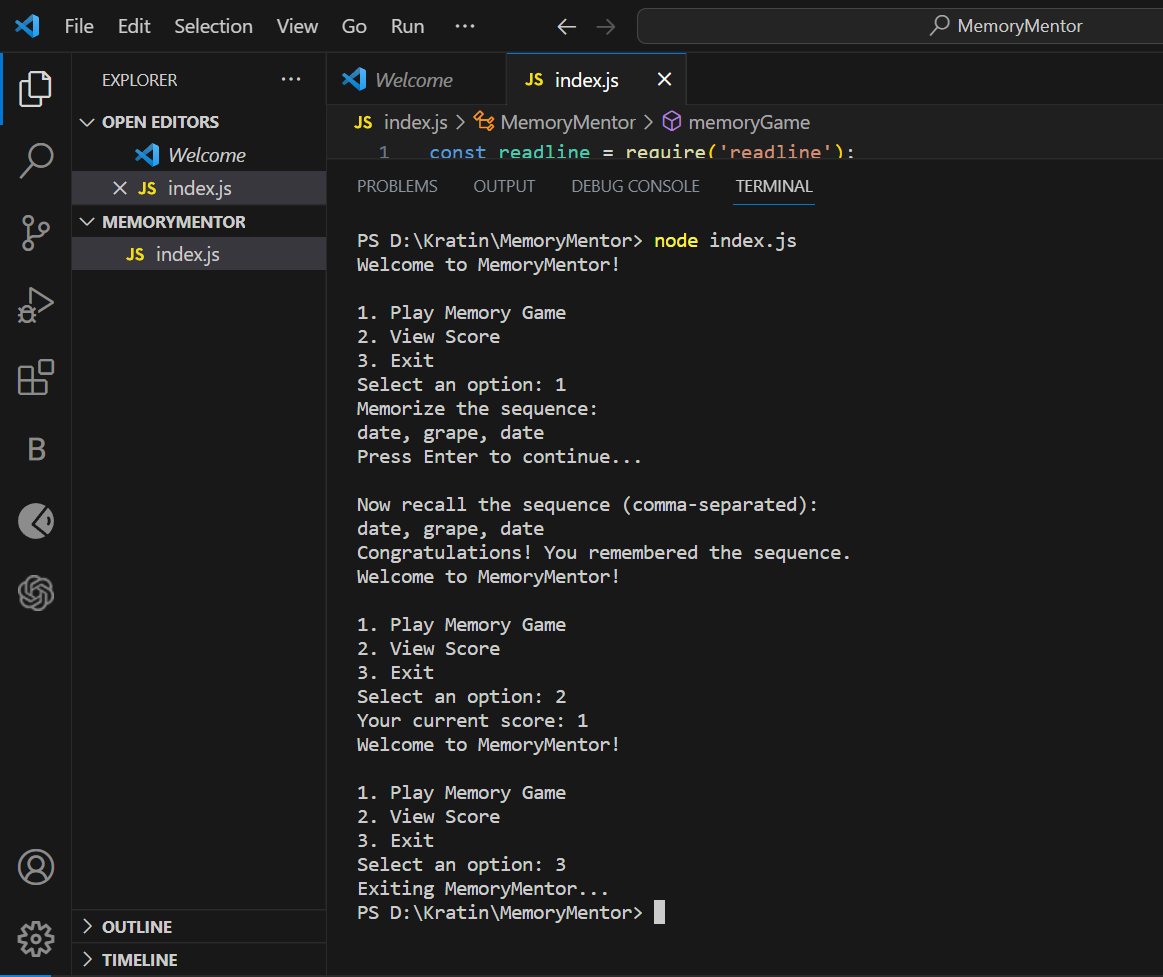 File Edit Selection View Go Run ··· MemoryMentor
EXPLORER ···
OPEN EDITORS
Welcome
JS index.js
MEMORYMENTOR
JS index.js
B
OUTLINE
TIMELINE
Welcome JS index.js
JS index.js > MemoryMentor > memoryGame
1 const readline = require('readline');
PROBLEMS OUTPUT DEBUG CONSOLE TERMINAL
PS D:\Kratin\MemoryMentor> node index.js
Welcome to MemoryMentor!
1. Play Memory Game
2. View Score
3. Exit
Select an option: 1
Memorize the sequence:
date, grape, date
Press Enter to continue...
Now recall the sequence (comma-separated):
date, grape, date
Congratulations! You remembered the sequence.
Welcome to MemoryMentor!
1. Play Memory Game
2. View Score
3. Exit
Select an option: 2
Your current score: 1
Welcome to MemoryMentor!
1. Play Memory Game
2. View Score
3. Exit
Select an option: 3
Exiting MemoryMentor...
PS D:\Kratin\MemoryMentor>